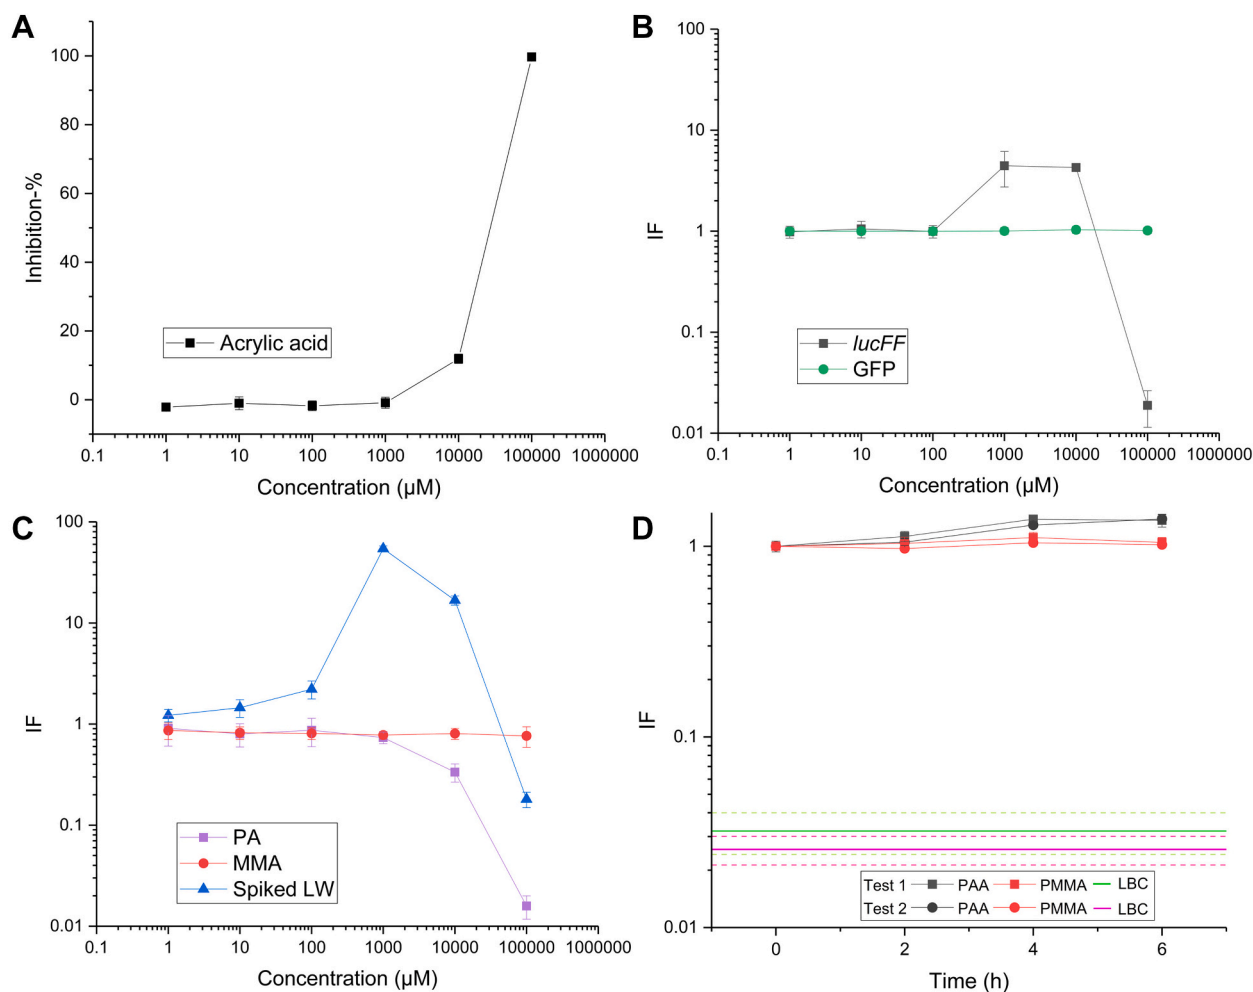 A
100
80
60
40
20
0
Inhibition-%
Acrylic acid
0.1 1 10 100 1000 10000 100000 1000000
Concentration (µM)
B
100
10
1
0.1
0.01
IF
lucFF
GFP
0.1 1 10 100 1000 10000 100000 1000000
Concentration (µM)
C
100
10
1
0.1
0.01
IF
PA
MMA
Spiked LW
0.1 1 10 100 1000 10000 100000 1000000
Concentration (µM)
D
1
0.1
0.01
IF
Test 1 PAA PMMA LBC
Test 2 PAA PMMA LBC
0 2 4 6
Time (h)